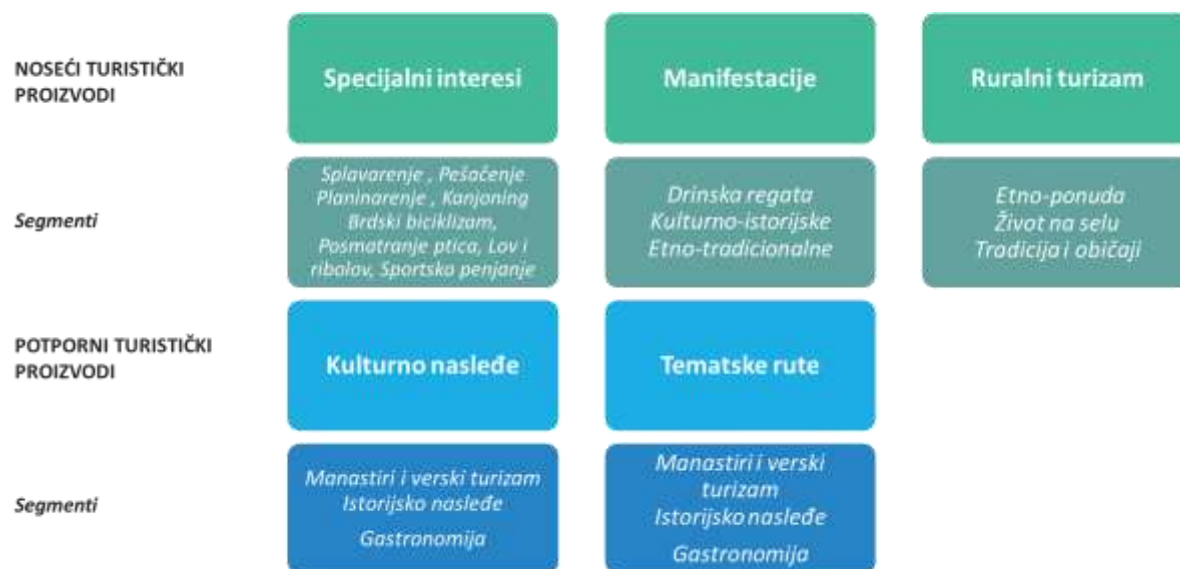 NOSEĆI TURISTIČKI
PROIZVODI
Specijalni interesi
Manifestacije
Ruralni turizam
Segmenti
Splavarenje , Pešačenje
Planinarenje , Kanjoning
Brdski biciklizam,
Posmatranje ptica, Lov i
ribolov, Sportsko penjanje
Drinska regata
Kulturno-istorijske
Etno-tradicionalne
Etno-ponuda
Život na selu
Tradicija i običaji
POTPORNI TURISTIČKI
PROIZVODI
Kulturno nasleđe
Tematske rute
Segmenti
Manastiri i verski turizam
Istorijsko nasleđe
Gastronomija
Manastiri i verski
turizam
Istorijsko nasleđe
Gastronomija